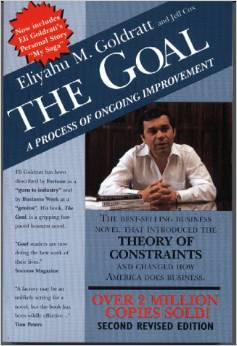 Now includes
Eli Goldratt's
Personal Story
"My Saga"
Eliyahu M. Goldratt and Jeff Cox
THE GOAL
A PROCESS OF ONGOING IMPROVEMENT
Eli Goldratt has been
described by Fortune as a
"guru to industry" and
by Business Week as a
"genius". His book, The
Goal, is a gripping fast-
paced business novel.
"Goal readers are now
doing the best work of
their lives."
Success Magazine
"A factory may be an
unlikely setting for a
novel, but the book has
been wildly effective..."
Tom Peters
THE BEST-SELLING BUSINESS
NOVEL THAT INTRODUCED THE
THEORY OF
CONSTRAINTS
AND CHANGED HOW
AMERICA DOES BUSINESS.
OVER 2 MILLION
COPIES SOLD!
SECOND REVISED EDITION